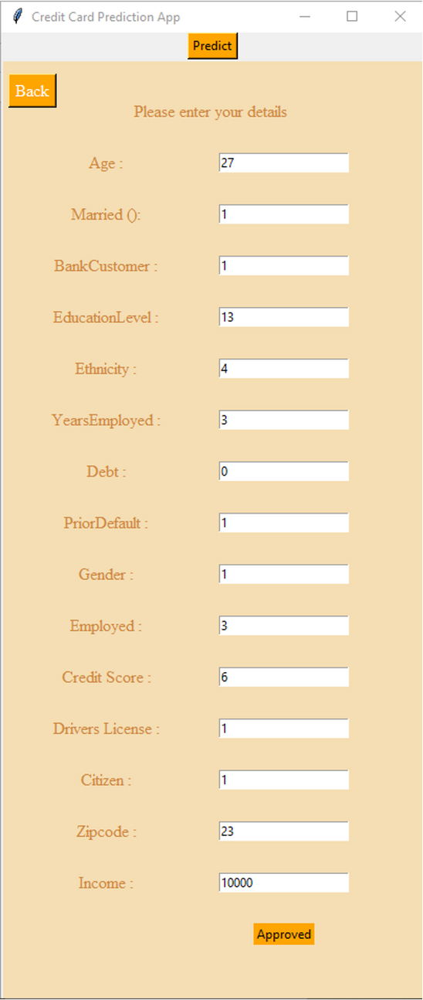 Credit Card Prediction App
Predict
Back
Please enter your details
Age : 27
Married (): 1
BankCustomer : 1
EducationLevel : 13
Ethnicity : 4
YearsEmployed : 3
Debt : 0
PriorDefault : 1
Gender : 1
Employed : 3
Credit Score : 6
Drivers License : 1
Citizen : 1
Zipcode : 23
Income : 10000
Approved